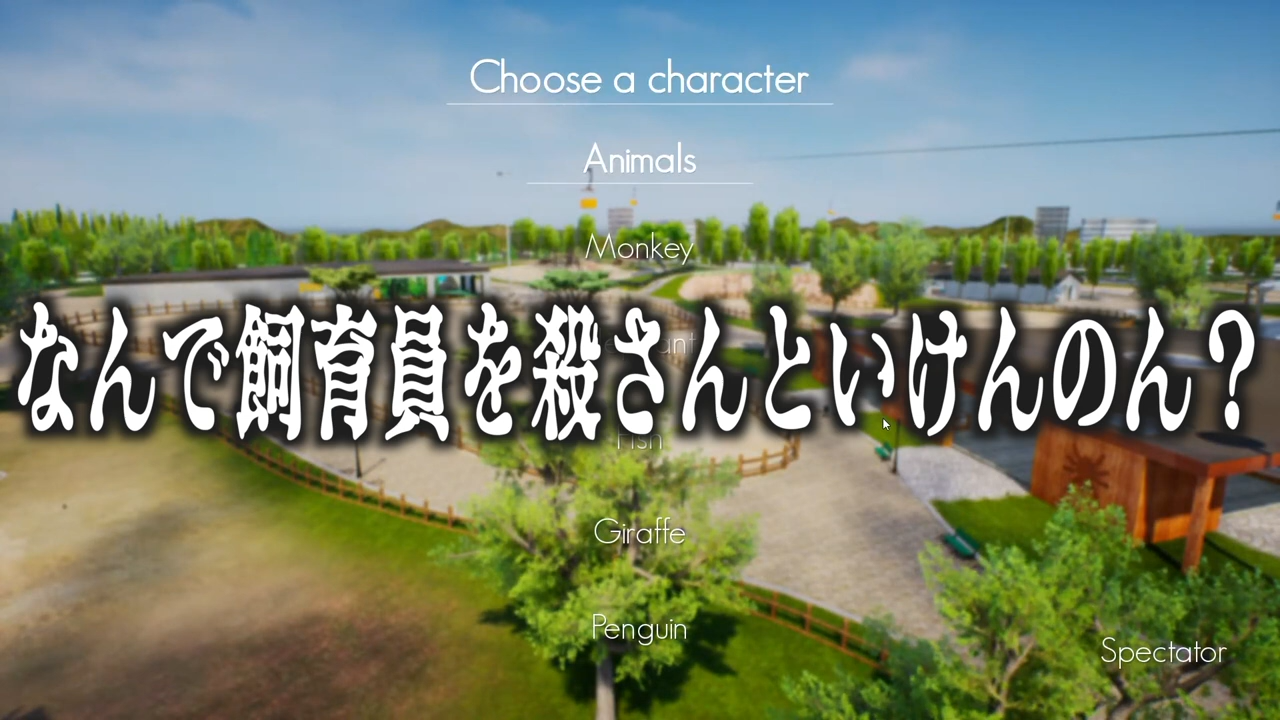 Choose a character
Animals
Monkey
なんで飼育員を殺さんといけんのん？
Fish
Giraffe
Penguin
Spectator